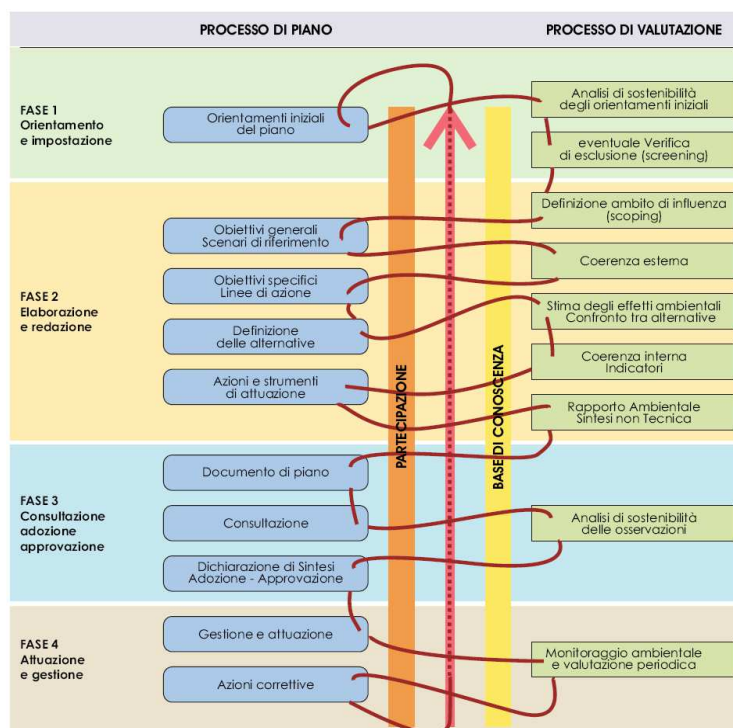 PROCESSO DI PIANO
PROCESSO DI VALUTAZIONE
FASE 1
Orientamento
e impostazione
Orientamenti iniziali
del piano
Analisi di sostenibilità
degli orientamenti iniziali
eventuale Verifica
di esclusione (screening)
FASE 2
Elaborazione
e redazione
Obiettivi generali
Scenari di riferimento
Obiettivi specifici
Linee di azione
Definizione
delle alternative
Azioni e strumenti
di attuazione
Definizione ambito di influenza
(scoping)
Coerenza esterna
Stima degli effetti ambientali
Confronto tra alternative
Coerenza interna
Indicatori
Rapporto Ambientale
Sintesi non Tecnica
PARTECIPAZIONE
BASE DI CONOSCENZA
FASE 3
Consultazione
adozione
approvazione
Documento di piano
Consultazione
Dichiarazione di Sintesi
Adozione - Approvazione
Analisi di sostenibilità
delle osservazioni
FASE 4
Attuazione
e gestione
Gestione e attuazione
Azioni correttive
Monitoraggio ambientale
e valutazione periodica